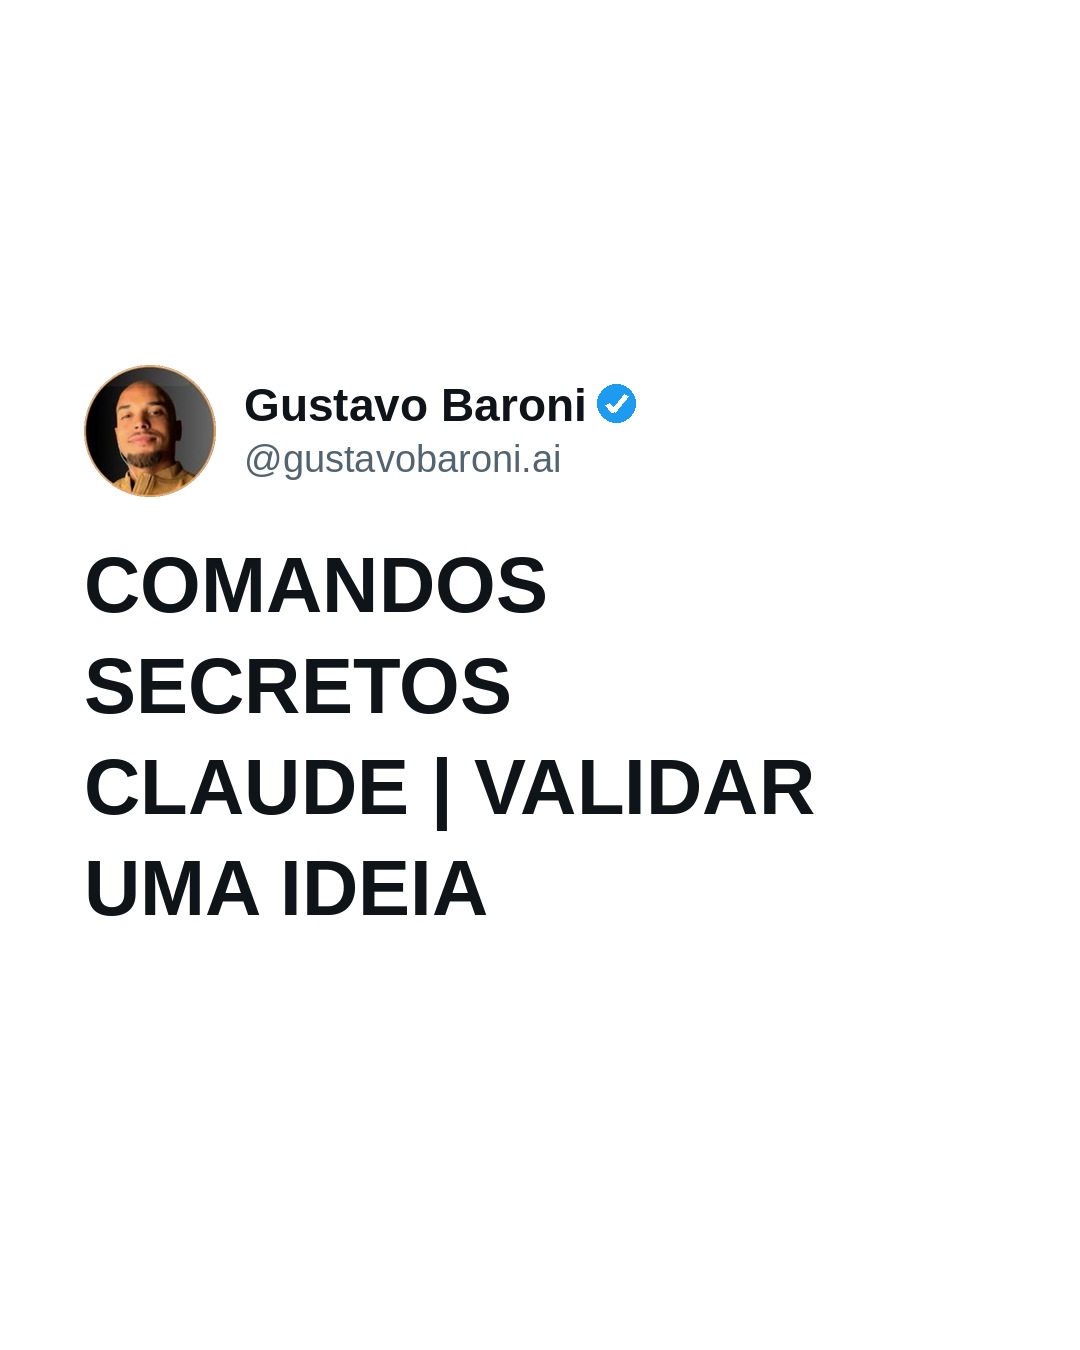 Gustavo Baroni
@gustavobaroni.ai
COMANDOS
SECRETOS
CLAUDE | VALIDAR
UMA IDEIA